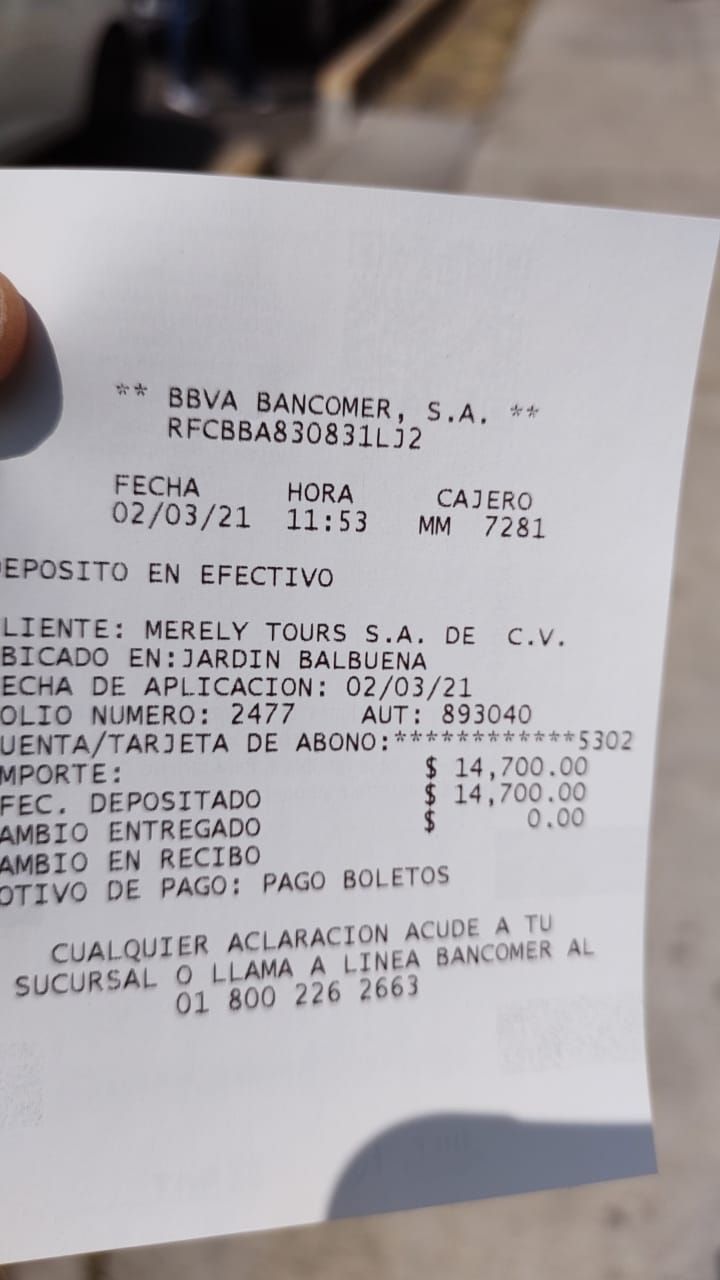 ** BBVA BANCOMER, S.A. **
RFCBBA830831LJ2
FECHA HORA CAJERO
02/03/21 11:53 MM 7281
EPOSITO EN EFECTIVO
LIENTE: MERELY TOURS S.A. DE C.V.
BICADO EN:JARDIN BALBUENA
ECHA DE APLICACION: 02/03/21
OLIO NUMERO: 2477 AUT: 893040
UENTA/TARJETA DE ABONO:************5302
MPORTE: $ 14,700.00
FEC. DEPOSITADO $ 14,700.00
AMBIO ENTREGADO $ 0.00
AMBIO EN RECIBO
OTIVO DE PAGO: PAGO BOLETOS
CUALQUIER ACLARACION ACUDE A TU
SUCURSAL O LLAMA A LINEA BANCOMER AL
01 800 226 2663